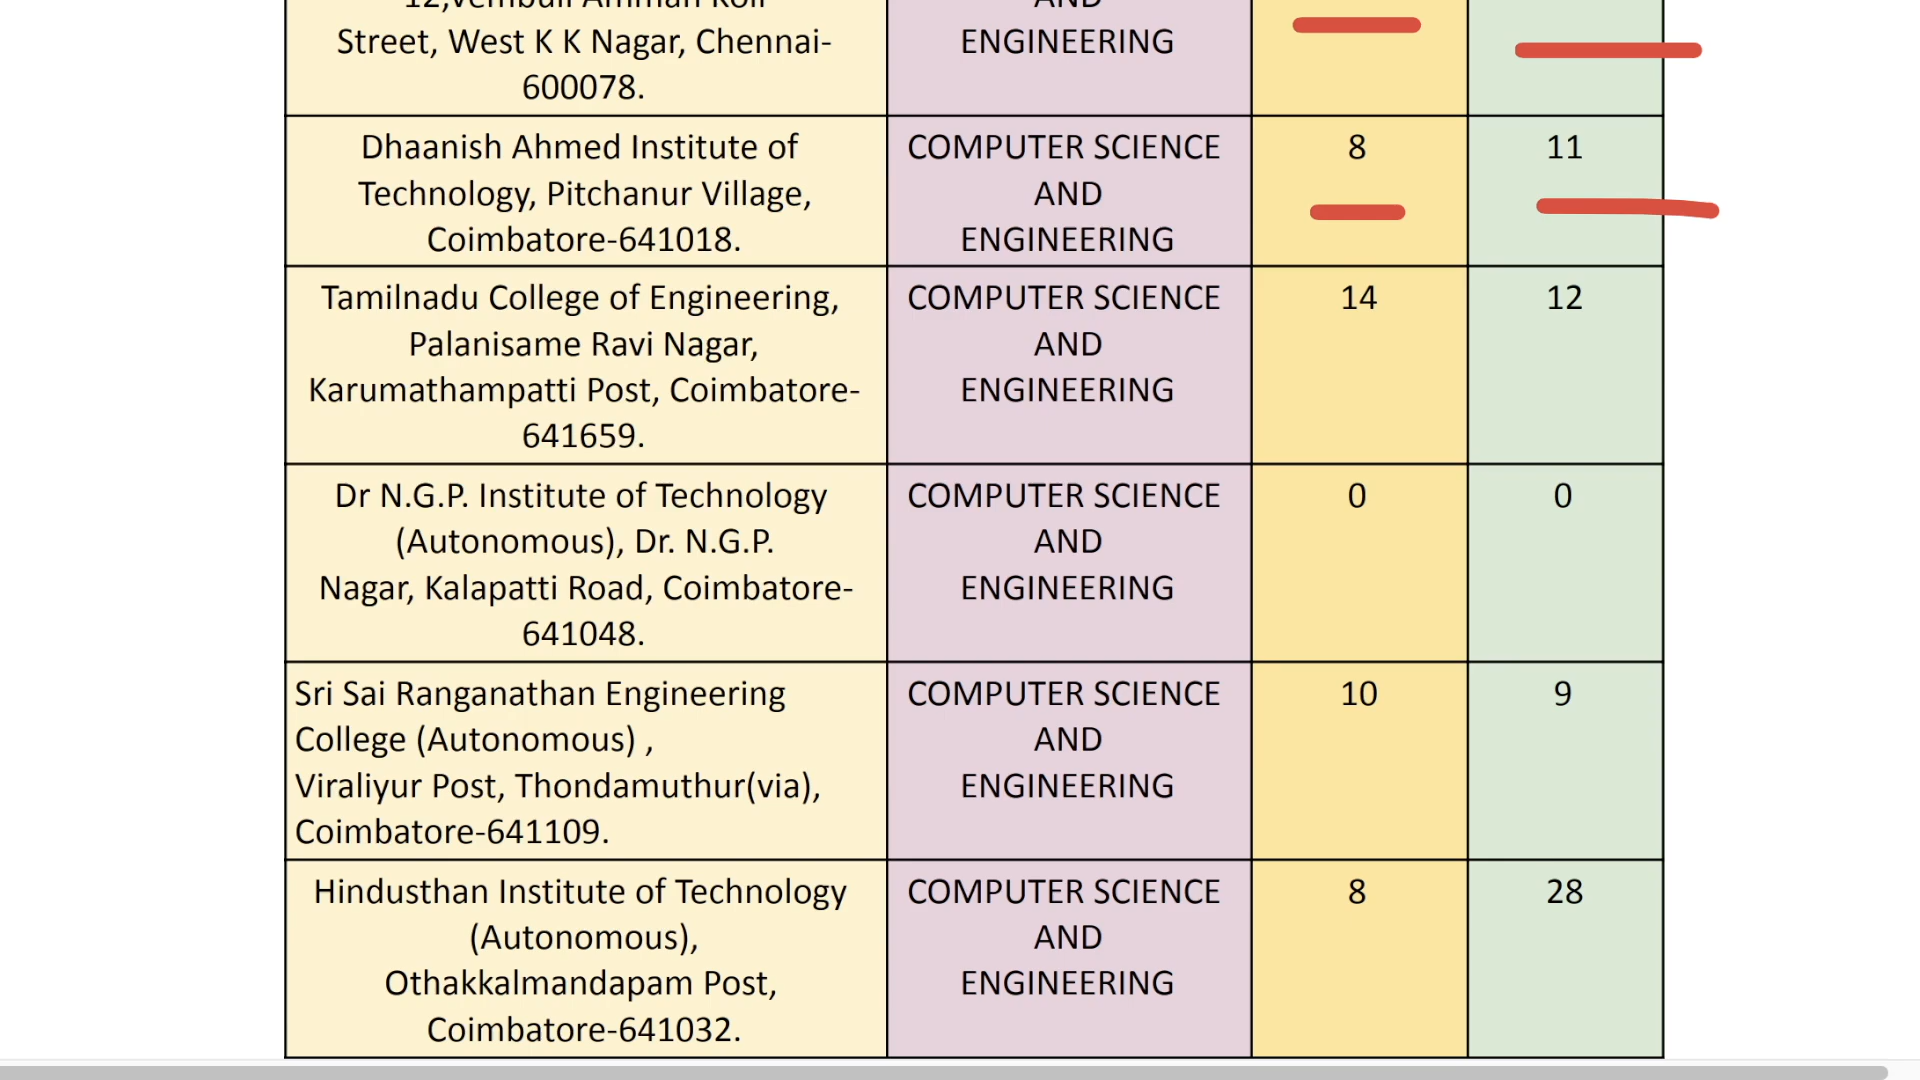 Street, West K K Nagar, Chennai-
600078.
ENGINEERING
Dhaanish Ahmed Institute of
Technology, Pitchanur Village,
Coimbatore-641018.
COMPUTER SCIENCE
AND
ENGINEERING
8
11
Tamilnadu College of Engineering,
Palanisame Ravi Nagar,
Karumathampatti Post, Coimbatore-
641659.
COMPUTER SCIENCE
AND
ENGINEERING
14
12
Dr N.G.P. Institute of Technology
(Autonomous), Dr. N.G.P.
Nagar, Kalapatti Road, Coimbatore-
641048.
COMPUTER SCIENCE
AND
ENGINEERING
0
0
Sri Sai Ranganathan Engineering
College (Autonomous) ,
Viraliyur Post, Thondamuthur(via),
Coimbatore-641109.
COMPUTER SCIENCE
AND
ENGINEERING
10
9
Hindusthan Institute of Technology
(Autonomous),
Othakkalmandapam Post,
Coimbatore-641032.
COMPUTER SCIENCE
AND
ENGINEERING
8
28